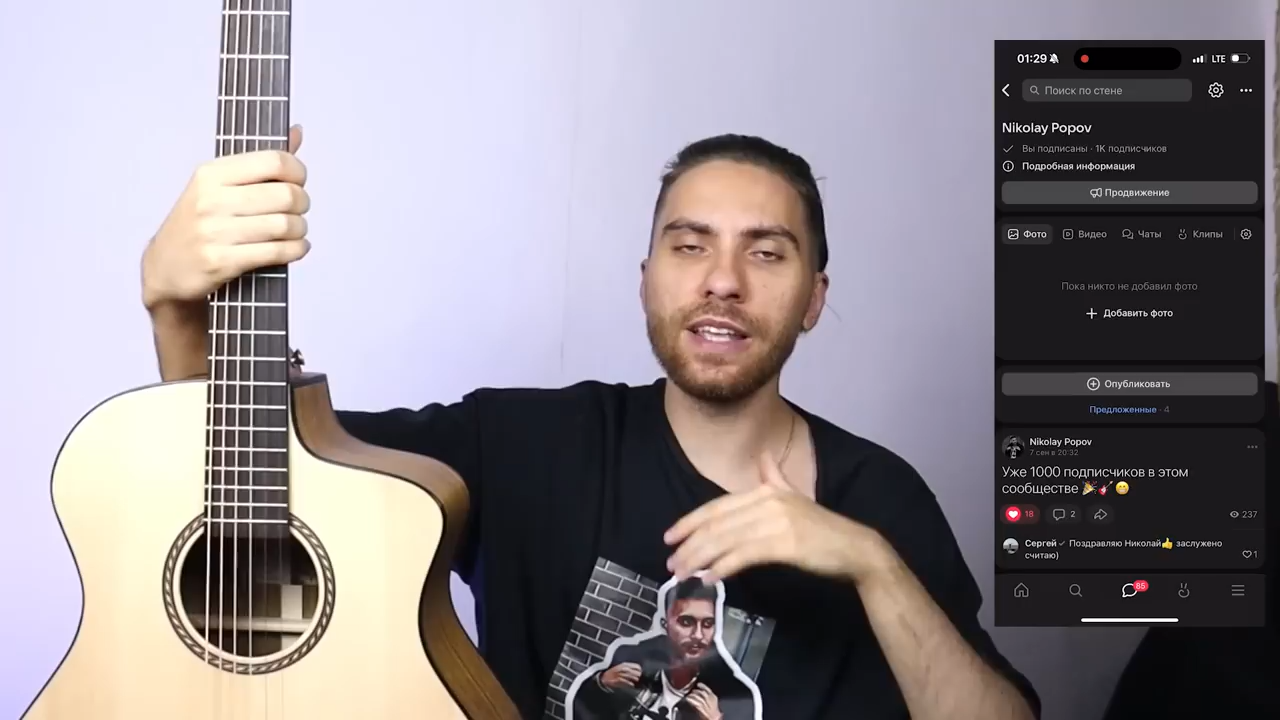 01:29
LTE
Поиск по стене
Nikolay Popov
Вы подписаны · 1K подписчиков
Подробная информация
Продвижение
Фото Видео Чаты Клипы
Пока никто не добавил фото
Добавить фото
Опубликовать
Предложенные · 4
Nikolay Popov
7 сен в 20:32
Уже 1000 подписчиков в этом
сообществе 🎉🎸😁
18 2 237
Сергей Поздравляю Николай👍 заслужено
считаю) 1
85